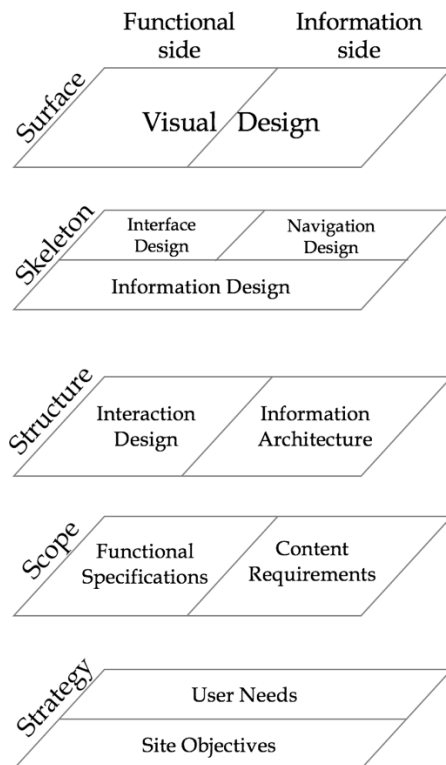 Functional side
Information side
Surface
Visual Design
Skeleton
Interface
Design
Navigation
Design
Information Design
Structure
Interaction
Design
Information
Architecture
Scope
Functional
Specifications
Content
Requirements
Strategy
User Needs
Site Objectives